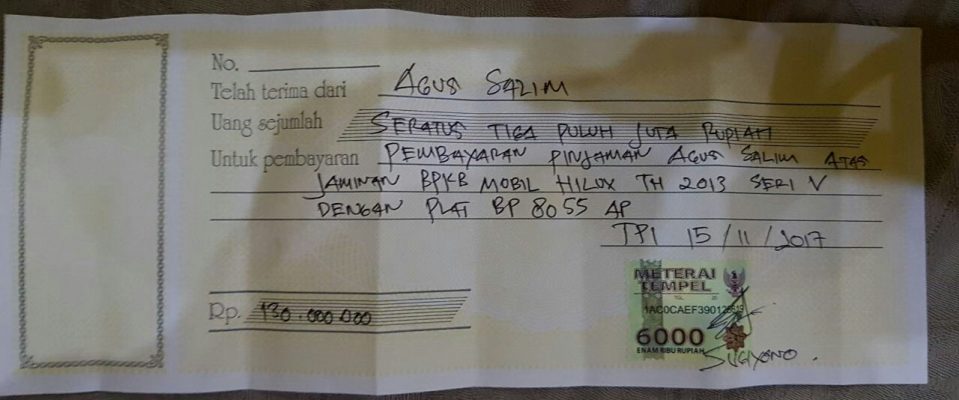 No.
Telah terima dari AGUS SALIM
Uang sejumlah SERATUS TIGA PULUH JUTA RUPIAH
Untuk pembayaran PEMBAYARAN PINJAMAN AGUS SALIM ATAS
JAMINAN BPKB MOBIL HILUX TH 2013 SERI V
DENGAN PLAT BP 8055 AP
TPI 15/11/2017
METERAI
TEMPEL
TGL. 20
Rp. 130.000.000
6000
ENAM RIBU RUPIAH
SUGIYONO.